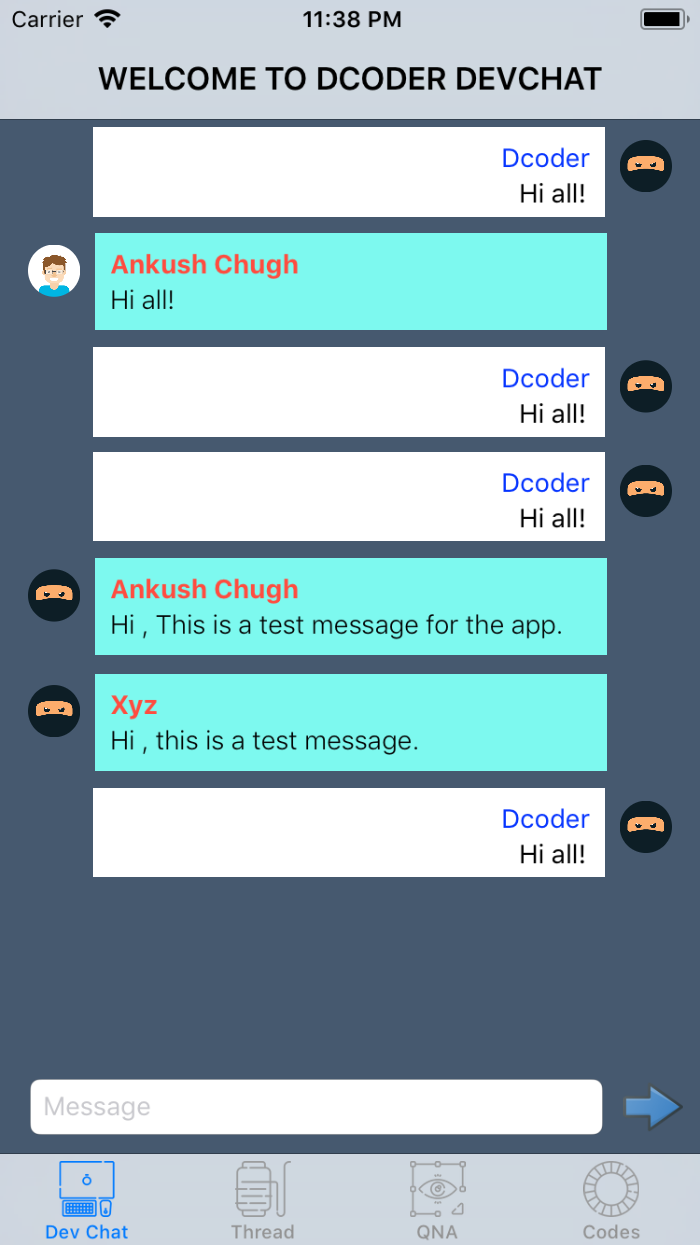 Carrier 11:38 PM
WELCOME TO DCODER DEVCHAT
Dcoder
Hi all!
Ankush Chugh
Hi all!
Dcoder
Hi all!
Dcoder
Hi all!
Ankush Chugh
Hi , This is a test message for the app.
Xyz
Hi , this is a test message.
Dcoder
Hi all!
Message
Dev Chat Thread QNA Codes